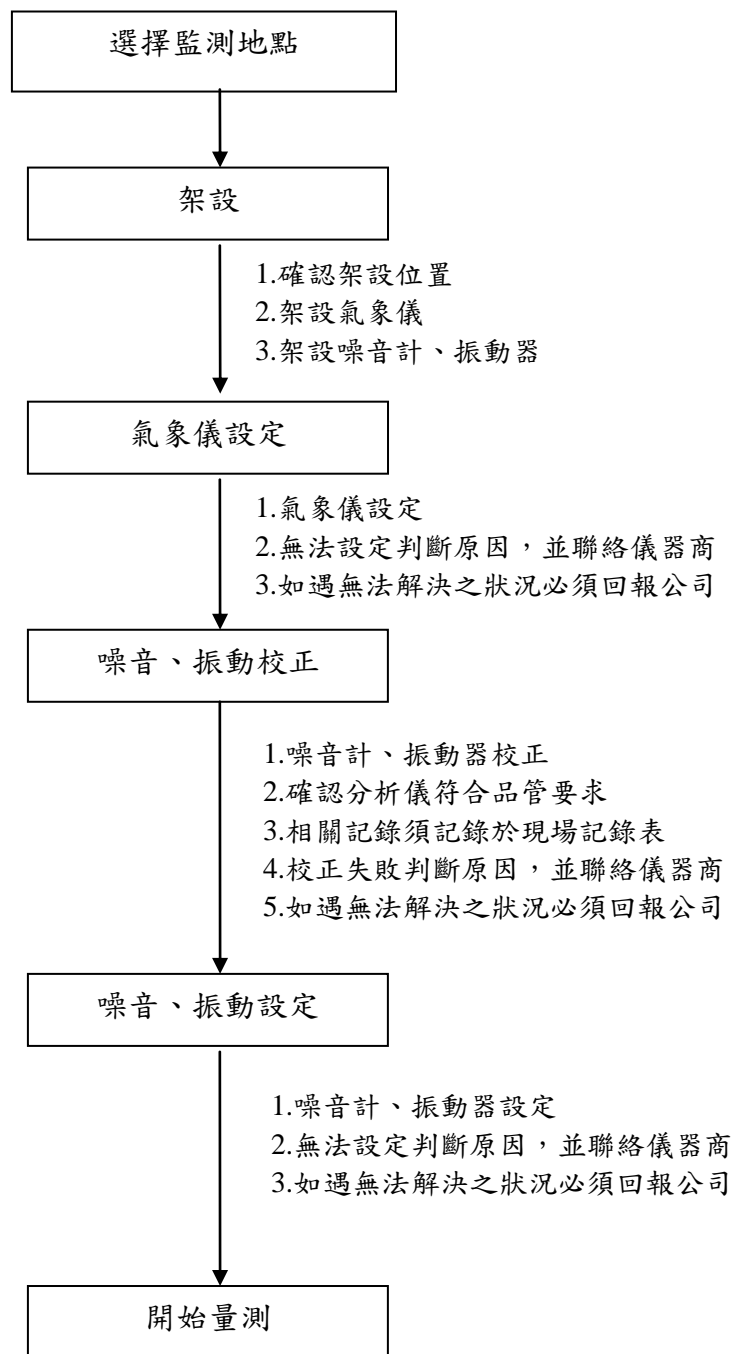 選擇監測地點
架設
1.確認架設位置
2.架設氣象儀
3.架設噪音計、振動器
氣象儀設定
1.氣象儀設定
2.無法設定判斷原因，並聯絡儀器商
3.如遇無法解決之狀況必須回報公司
噪音、振動校正
1.噪音計、振動器校正
2.確認分析儀符合品管要求
3.相關記錄須記錄於現場記錄表
4.校正失敗判斷原因，並聯絡儀器商
5.如遇無法解決之狀況必須回報公司
噪音、振動設定
1.噪音計、振動器設定
2.無法設定判斷原因，並聯絡儀器商
3.如遇無法解決之狀況必須回報公司
開始量測